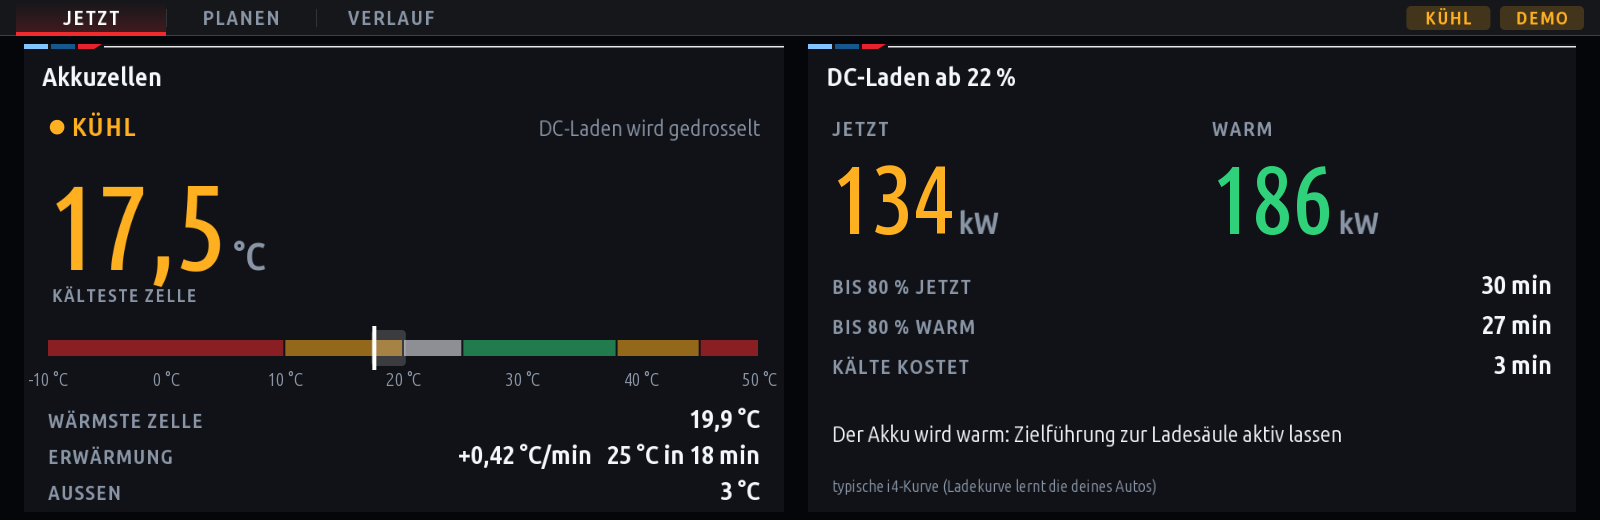 JETZT PLANEN VERLAUF KÜHL DEMO
Akkuzellen
KÜHL DC-Laden wird gedrosselt
17,5 °C
KÄLTESTE ZELLE
-10 °C 0 °C 10 °C 20 °C 30 °C 40 °C 50 °C
WÄRMSTE ZELLE 19,9 °C
ERWÄRMUNG +0,42 °C/min 25 °C in 18 min
AUSSEN 3 °C
DC-Laden ab 22 %
JETZT WARM
134 kW 186 kW
BIS 80 % JETZT 30 min
BIS 80 % WARM 27 min
KÄLTE KOSTET 3 min
Der Akku wird warm: Zielführung zur Ladesäule aktiv lassen
typische i4-Kurve (Ladekurve lernt die deines Autos)